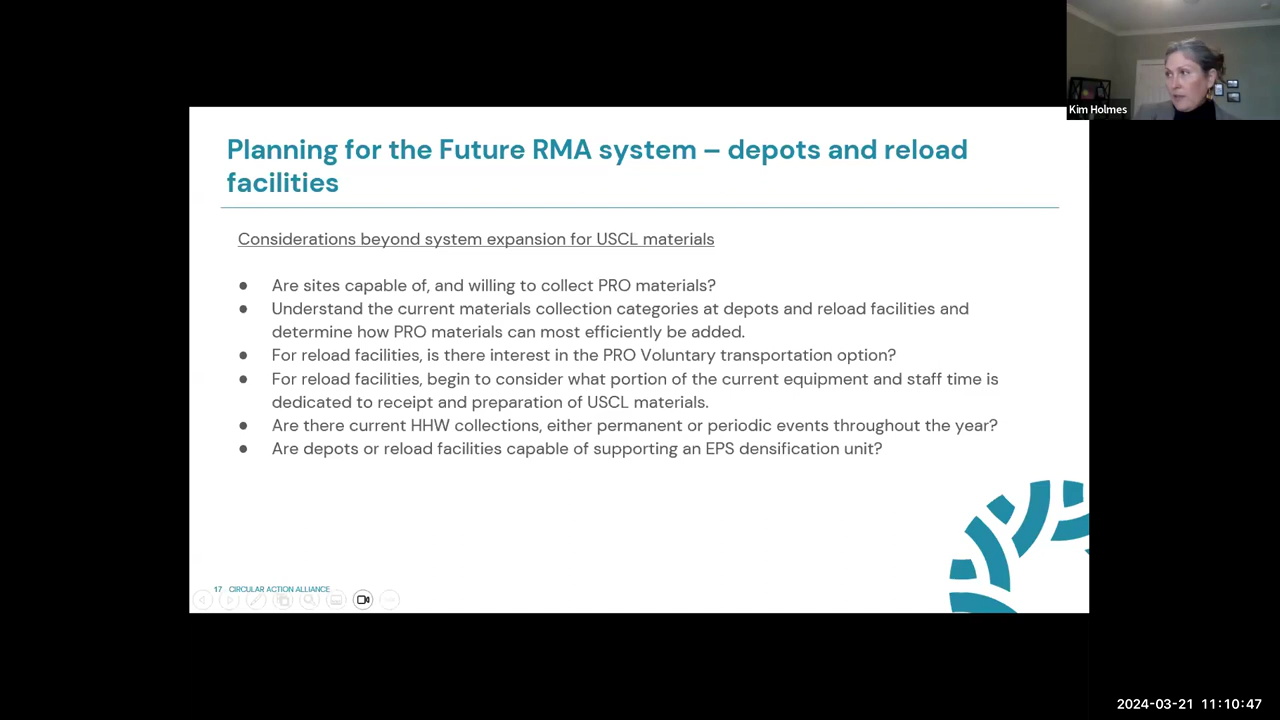 Kim Holmes
Planning for the Future RMA system – depots and reload
facilities
Considerations beyond system expansion for USCL materials
● Are sites capable of, and willing to collect PRO materials?
● Understand the current materials collection categories at depots and reload facilities and
determine how PRO materials can most efficiently be added.
● For reload facilities, is there interest in the PRO Voluntary transportation option?
● For reload facilities, begin to consider what portion of the current equipment and staff time is
dedicated to receipt and preparation of USCL materials.
● Are there current HHW collections, either permanent or periodic events throughout the year?
● Are depots or reload facilities capable of supporting an EPS densification unit?
17 CIRCULAR ACTION ALLIANCE
2024-03-21 11:10:47